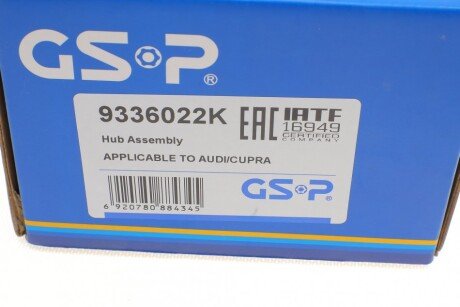 GSP®
9336022K
EAC
IATF
16949
CERTIFIED
COMPANY
Hub Assembly
APPLICABLE TO AUDI/CUPRA
6 920780 884345
GSP®